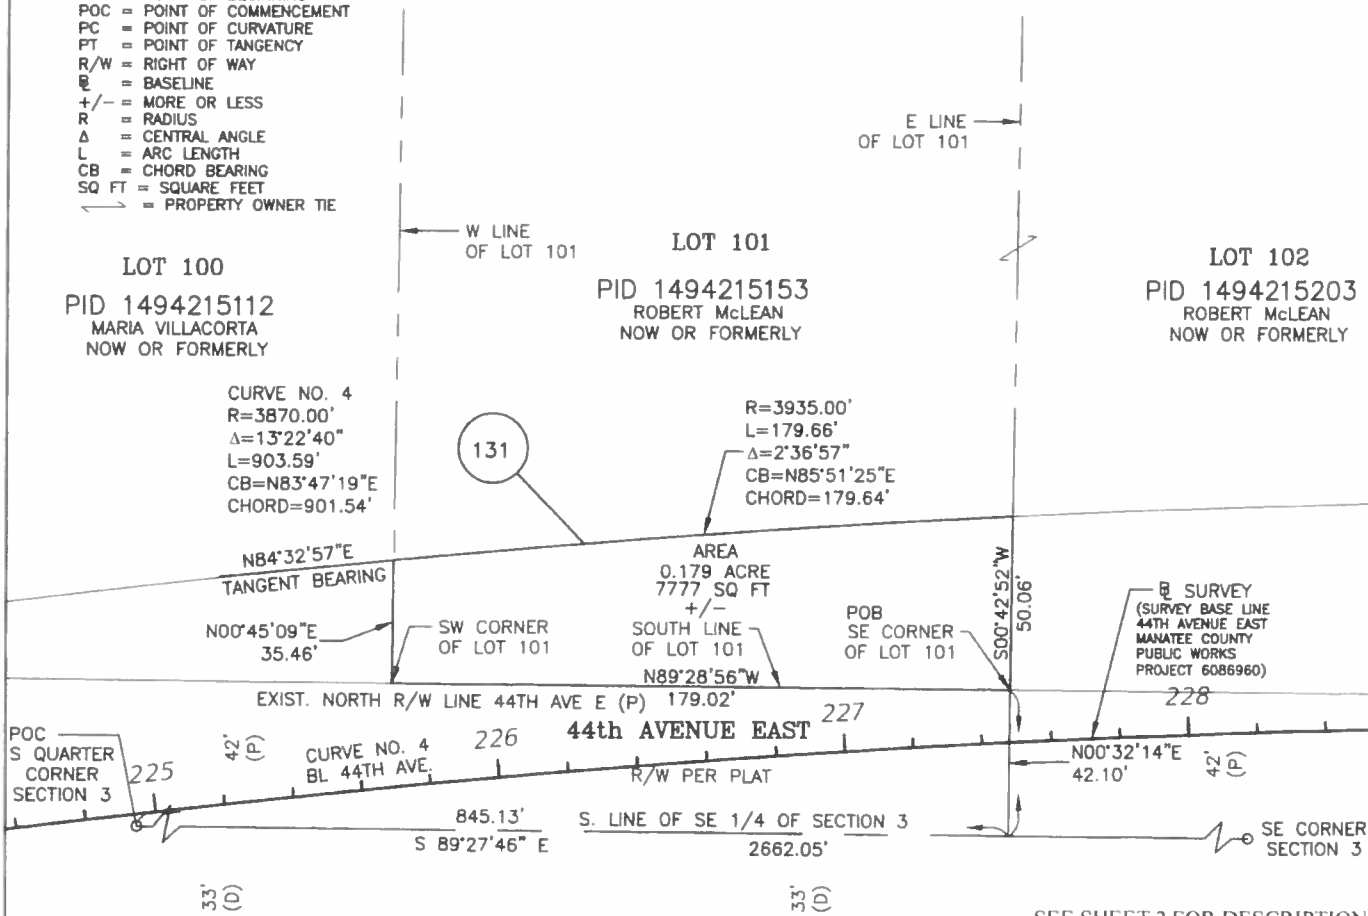 POC = POINT OF COMMENCEMENT
PC = POINT OF CURVATURE
PT = POINT OF TANGENCY
R/W = RIGHT OF WAY
℄ = BASELINE
+/- = MORE OR LESS
R = RADIUS
Δ = CENTRAL ANGLE
L = ARC LENGTH
CB = CHORD BEARING
SQ FT = SQUARE FEET
= PROPERTY OWNER TIE
E LINE
OF LOT 101
W LINE
OF LOT 101
LOT 100
PID 1494215112
MARIA VILLACORTA
NOW OR FORMERLY
LOT 101
PID 1494215153
ROBERT McLEAN
NOW OR FORMERLY
LOT 102
PID 1494215203
ROBERT McLEAN
NOW OR FORMERLY
CURVE NO. 4
R=3870.00'
Δ=13°22'40"
L=903.59'
CB=N83°47'19"E
CHORD=901.54'
131
R=3935.00'
L=179.66'
Δ=2°36'57"
CB=N85°51'25"E
CHORD=179.64'
N84°32'57"E
TANGENT BEARING
AREA
0.179 ACRE
7777 SQ FT
+/-
N00°45'09"E
35.46'
SW CORNER
OF LOT 101
SOUTH LINE
OF LOT 101
POB
SE CORNER
OF LOT 101
S00°42'52"W
50.06'
℄ SURVEY
(SURVEY BASE LINE
44TH AVENUE EAST
MANATEE COUNTY
PUBLIC WORKS
PROJECT 6086960)
N89°28'56"W
179.02'
EXIST. NORTH R/W LINE 44TH AVE E (P)
44th AVENUE EAST
225
226
227
228
POC
S QUARTER
CORNER
SECTION 3
42'
(P)
CURVE NO. 4
BL 44TH AVE.
R/W PER PLAT
N00°32'14"E
42.10'
42'
(P)
845.13'
S 89°27'46" E
S. LINE OF SE 1/4 OF SECTION 3
2662.05'
SE CORNER
SECTION 3
33'
(D)
33'
(D)